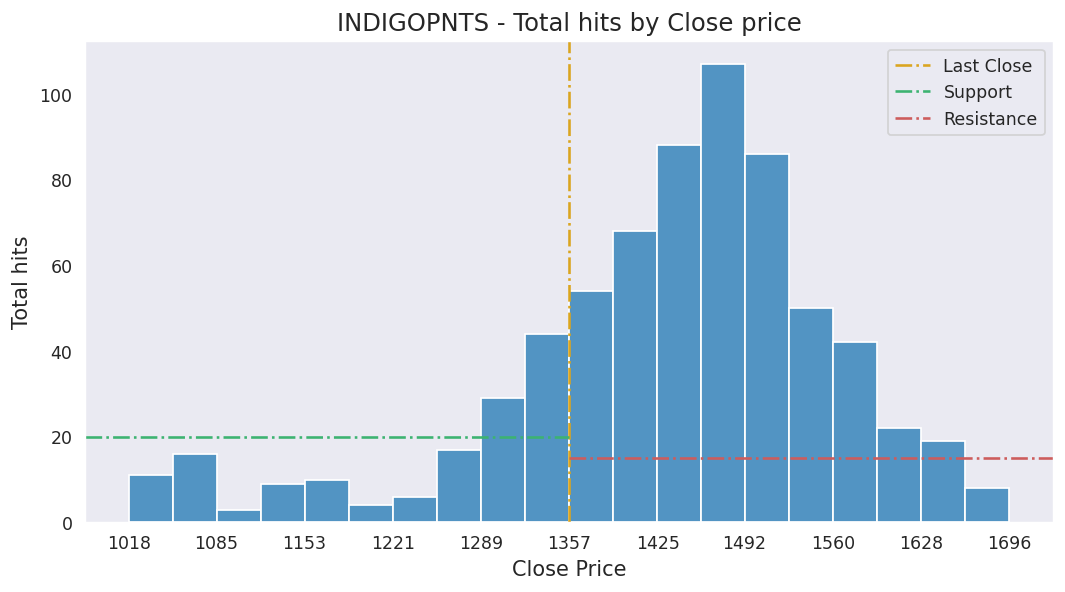 INDIGOPNTS - Total hits by Close price
Last Close
Support
Resistance
Total hits
100
80
60
40
20
0
1018 1085 1153 1221 1289 1357 1425 1492 1560 1628 1696
Close Price